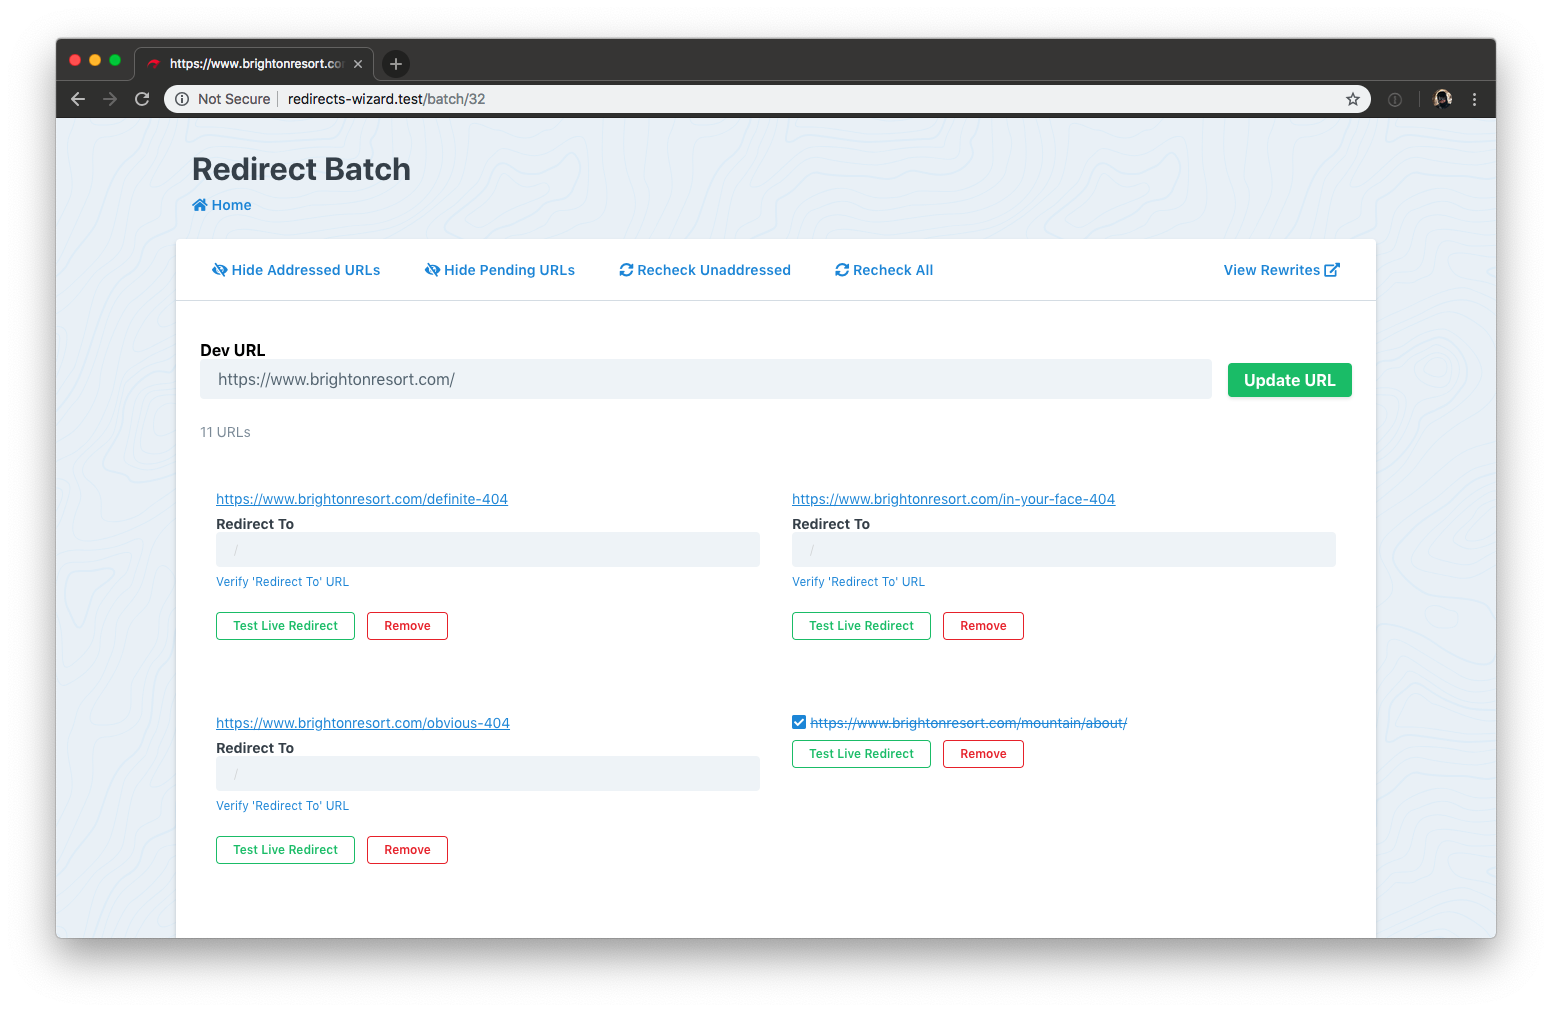 https://www.brightonresort.co
Not Secure redirects-wizard.test/batch/32
Redirect Batch
Home
Hide Addressed URLs Hide Pending URLs Recheck Unaddressed Recheck All View Rewrites
Dev URL
https://www.brightonresort.com/ Update URL
11 URLs
https://www.brightonresort.com/definite-404
Redirect To
/
Verify 'Redirect To' URL
Test Live Redirect Remove
https://www.brightonresort.com/in-your-face-404
Redirect To
/
Verify 'Redirect To' URL
Test Live Redirect Remove
https://www.brightonresort.com/obvious-404
Redirect To
/
Verify 'Redirect To' URL
Test Live Redirect Remove
https://www.brightonresort.com/mountain/about/
Test Live Redirect Remove